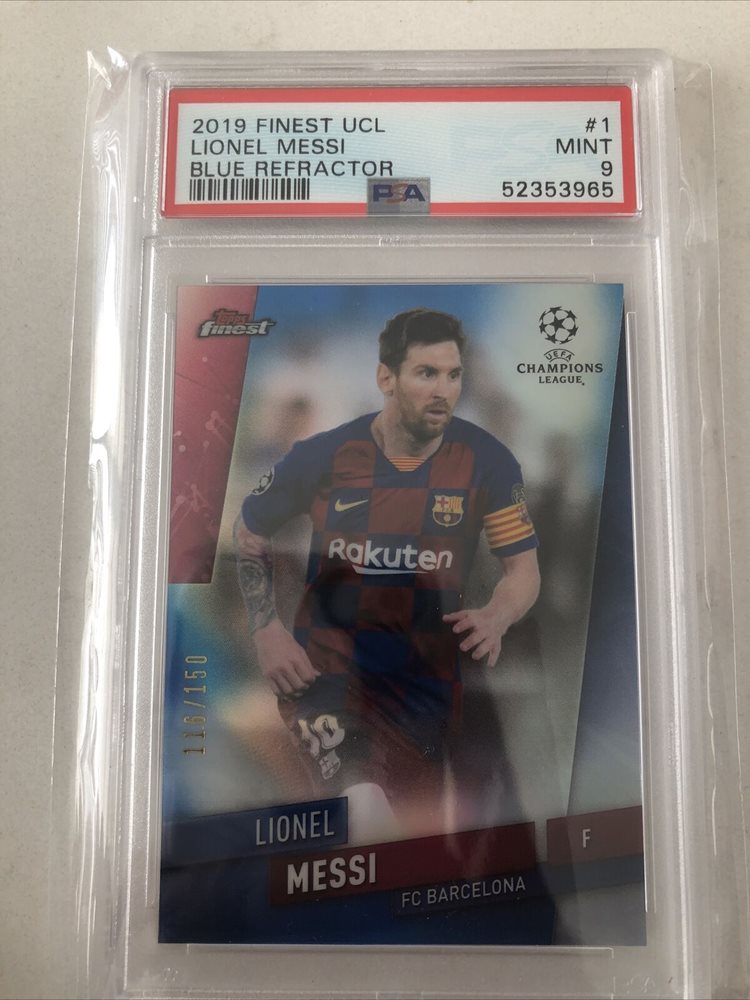 2019 FINEST UCL #1
LIONEL MESSI MINT
BLUE REFRACTOR 9
PSA 52353965
Topps finest
UEFA
CHAMPIONS
LEAGUE®
Rakuten
116/150
10
LIONEL
MESSI
F
FC BARCELONA